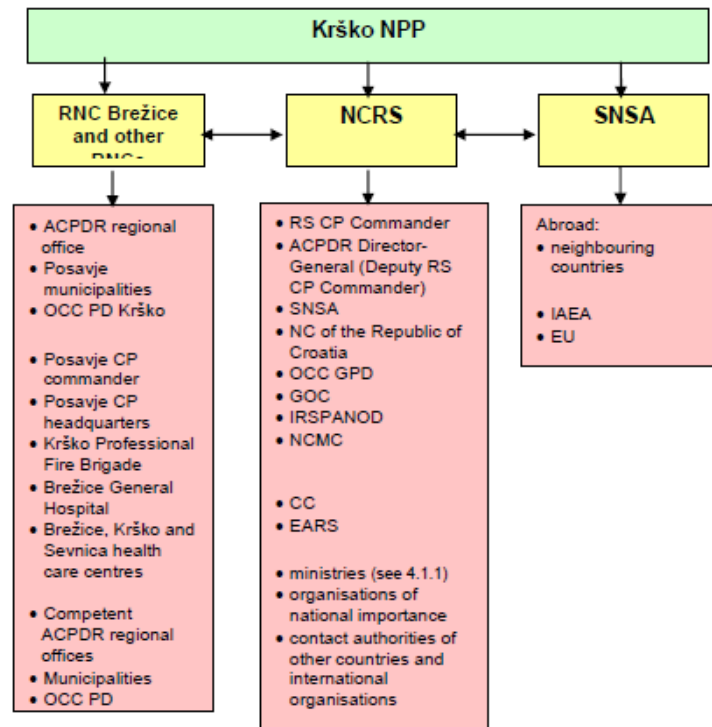 Krško NPP
RNC Brežice
and other
NCRS
SNSA
• ACPDR regional
office
• Posavje
municipalities
• OCC PD Krško
• Posavje CP
commander
• Posavje CP
headquarters
• Krško Professional
Fire Brigade
• Brežice General
Hospital
• Brežice, Krško and
Sevnica health
care centres
• Competent
ACPDR regional
offices
• Municipalities
• OCC PD
• RS CP Commander
• ACPDR Director-
General (Deputy RS
CP Commander)
• SNSA
• NC of the Republic of
Croatia
• OCC GPD
• GOC
• IRSPANOD
• NCMC
• CC
• EARS
• ministries (see 4.1.1)
• organisations of
national importance
• contact authorities of
other countries and
international
organisations
Abroad:
• neighbouring
countries
• IAEA
• EU